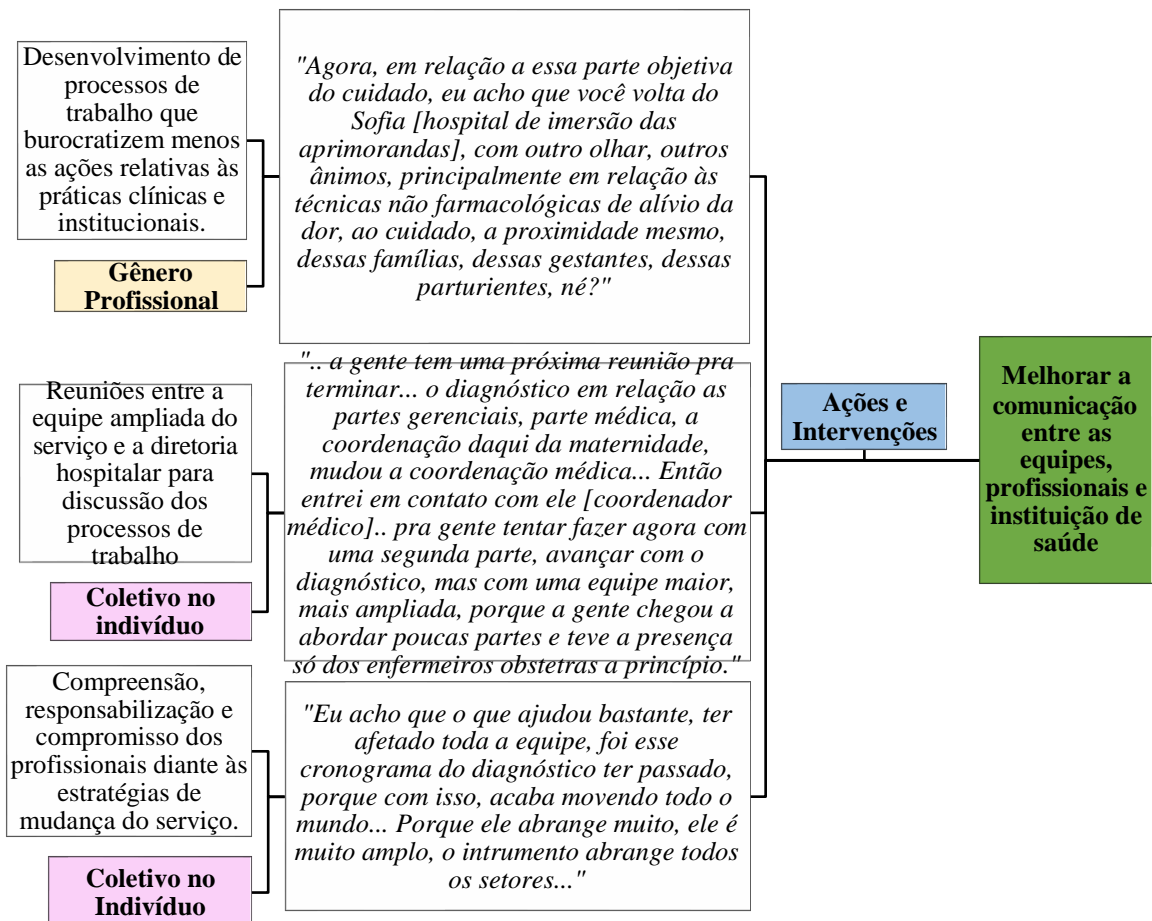 Desenvolvimento de
processos de
trabalho que
burocratizem menos
as ações relativas às
práticas clínicas e
institucionais.
Gênero
Profissional
"Agora, em relação a essa parte objetiva
do cuidado, eu acho que você volta do
Sofia [hospital de imersão das
aprimorandas], com outro olhar, outros
ânimos, principalmente em relação às
técnicas não farmacológicas de alívio da
dor, ao cuidado, a proximidade mesmo,
dessas famílias, dessas gestantes, dessas
parturientes, né?"
Reuniões entre a
equipe ampliada do
serviço e a diretoria
hospitalar para
discussão dos
processos de
trabalho
Coletivo no
indivíduo
".. a gente tem uma próxima reunião pra
terminar... o diagnóstico em relação as
partes gerenciais, parte médica, a
coordenação daqui da maternidade,
mudou a coordenação médica... Então
entrei em contato com ele [coordenador
médico].. pra gente tentar fazer agora com
uma segunda parte, avançar com o
diagnóstico, mas com uma equipe maior,
mais ampliada, porque a gente chegou a
abordar poucas partes e teve a presença
só dos enfermeiros obstetras a princípio."
Compreensão,
responsabilização e
compromisso dos
profissionais diante às
estratégias de
mudança do serviço.
Coletivo no
Indivíduo
"Eu acho que o que ajudou bastante, ter
afetado toda a equipe, foi esse
cronograma do diagnóstico ter passado,
porque com isso, acaba movendo todo o
mundo... Porque ele abrange muito, ele é
muito amplo, o intrumento abrange todos
os setores..."
Ações e
Intervenções
Melhorar a
comunicação
entre as
equipes,
profissionais e
instituição de
saúde